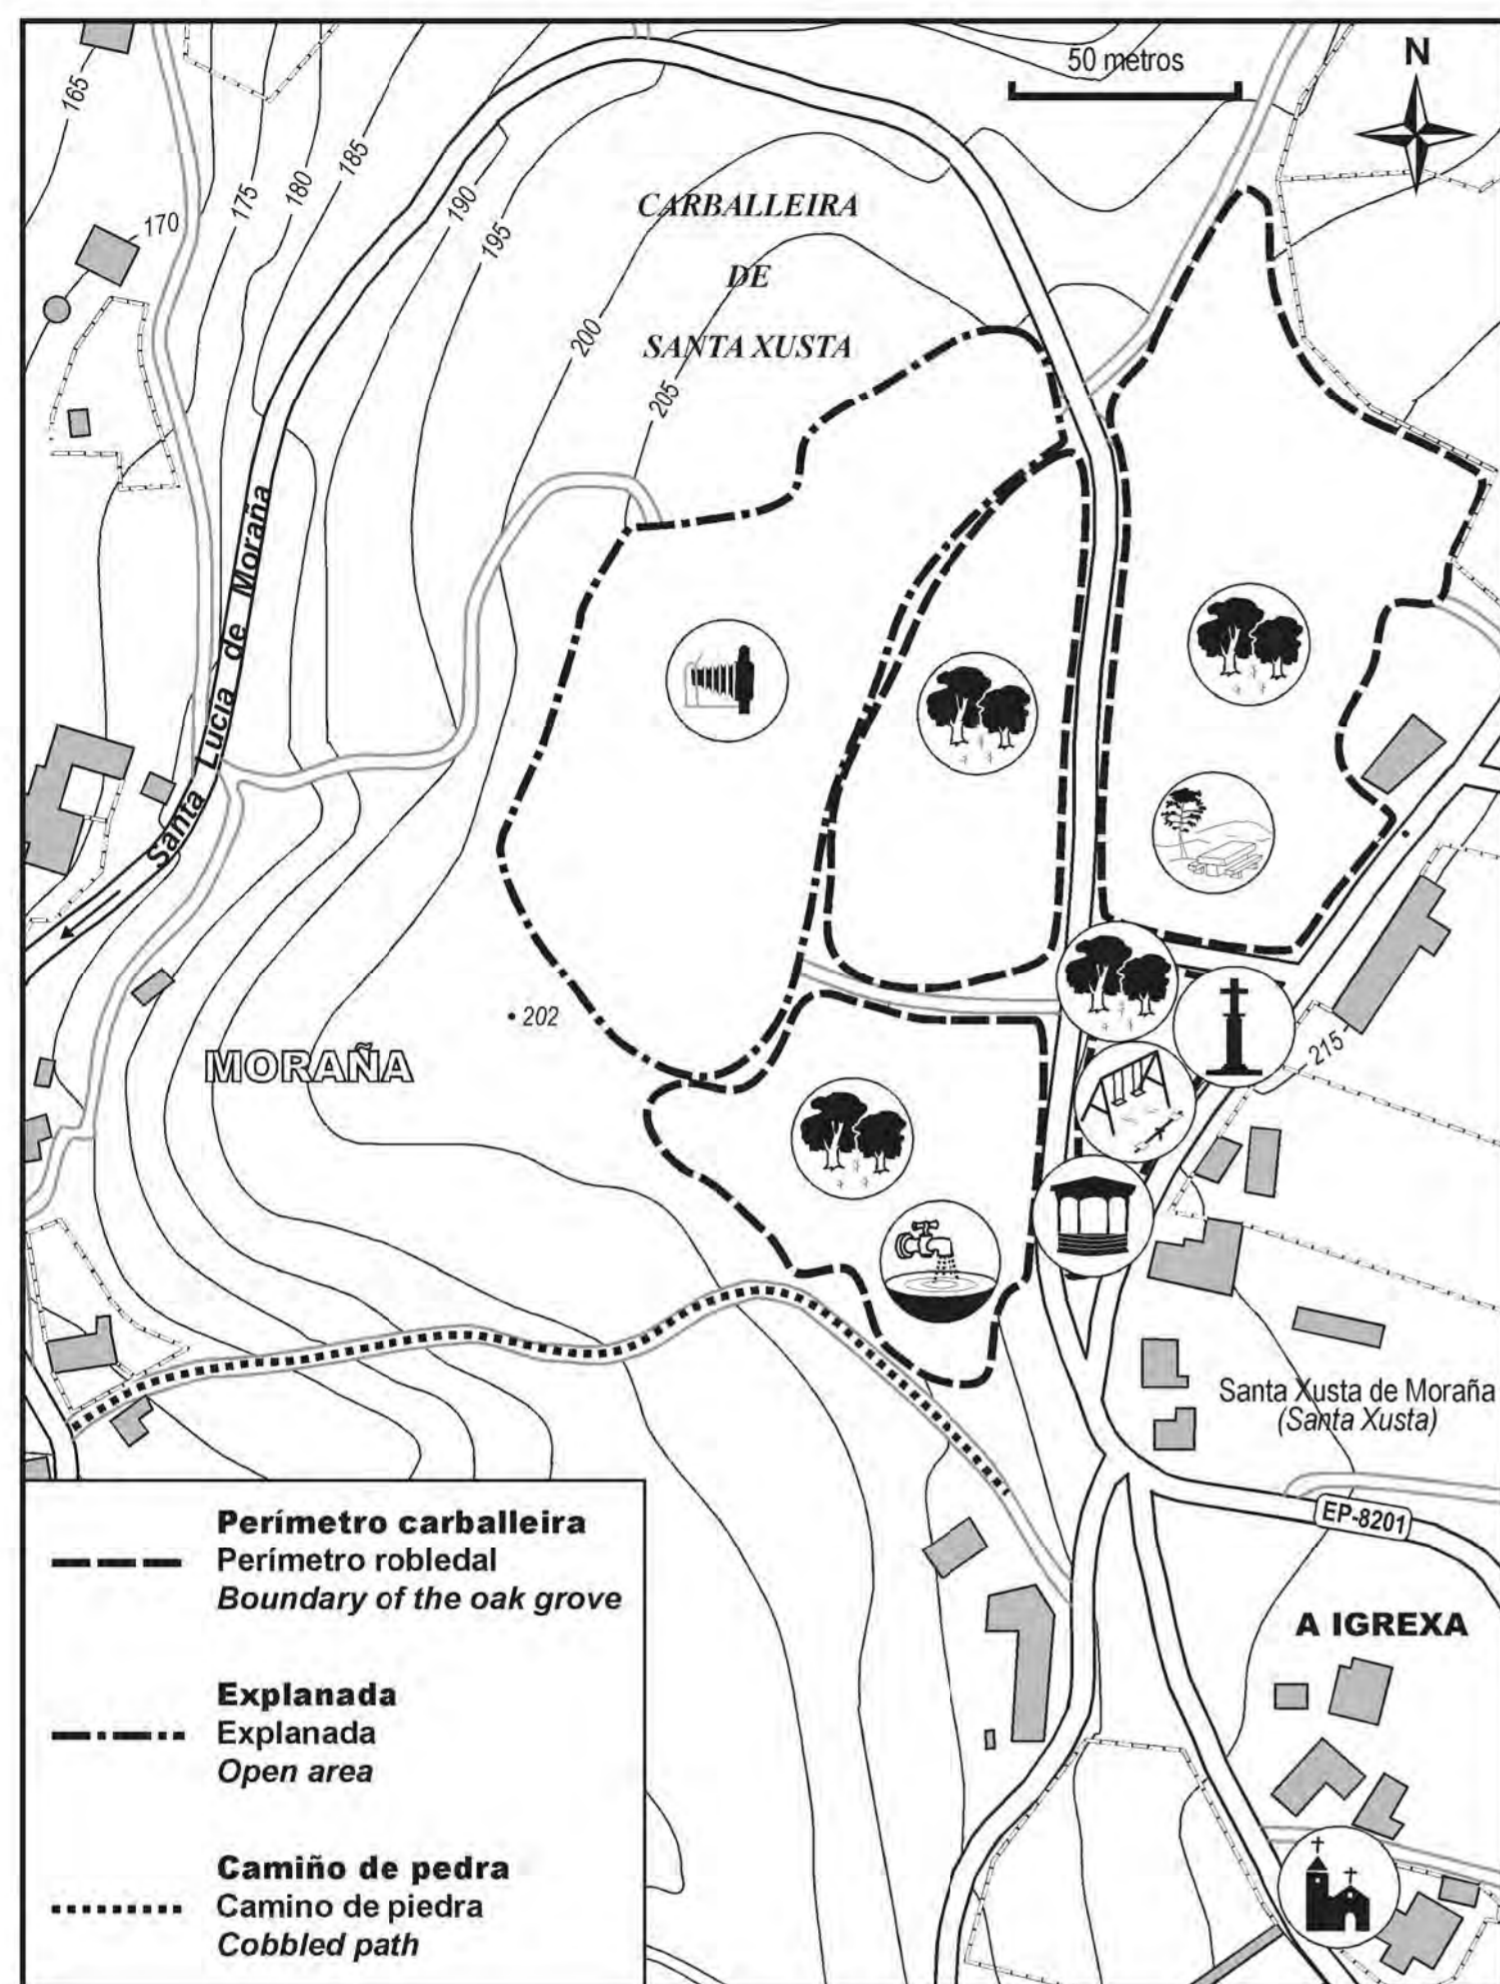 50 metros
N
165
170
175
180
185
190
195
200
205
CARBALLEIRA
DE
SANTA XUSTA
Santa Lucía de Moraña
202
MORAÑA
215
Santa Xusta de Moraña
(Santa Xusta)
EP-8201
A IGREXA
Perímetro carballeira
Perímetro robledal
Boundary of the oak grove
Explanada
Explanada
Open area
Camiño de pedra
Camino de piedra
Cobbled path